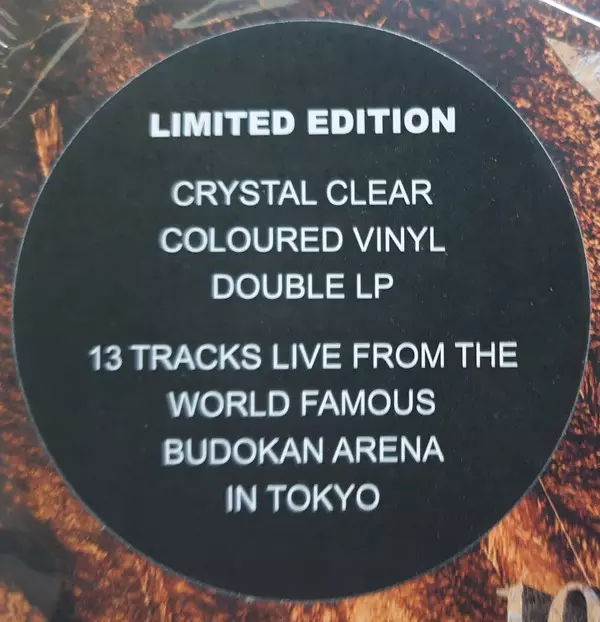 LIMITED EDITION
CRYSTAL CLEAR
COLOURED VINYL
DOUBLE LP
13 TRACKS LIVE FROM THE
WORLD FAMOUS
BUDOKAN ARENA
IN TOKYO